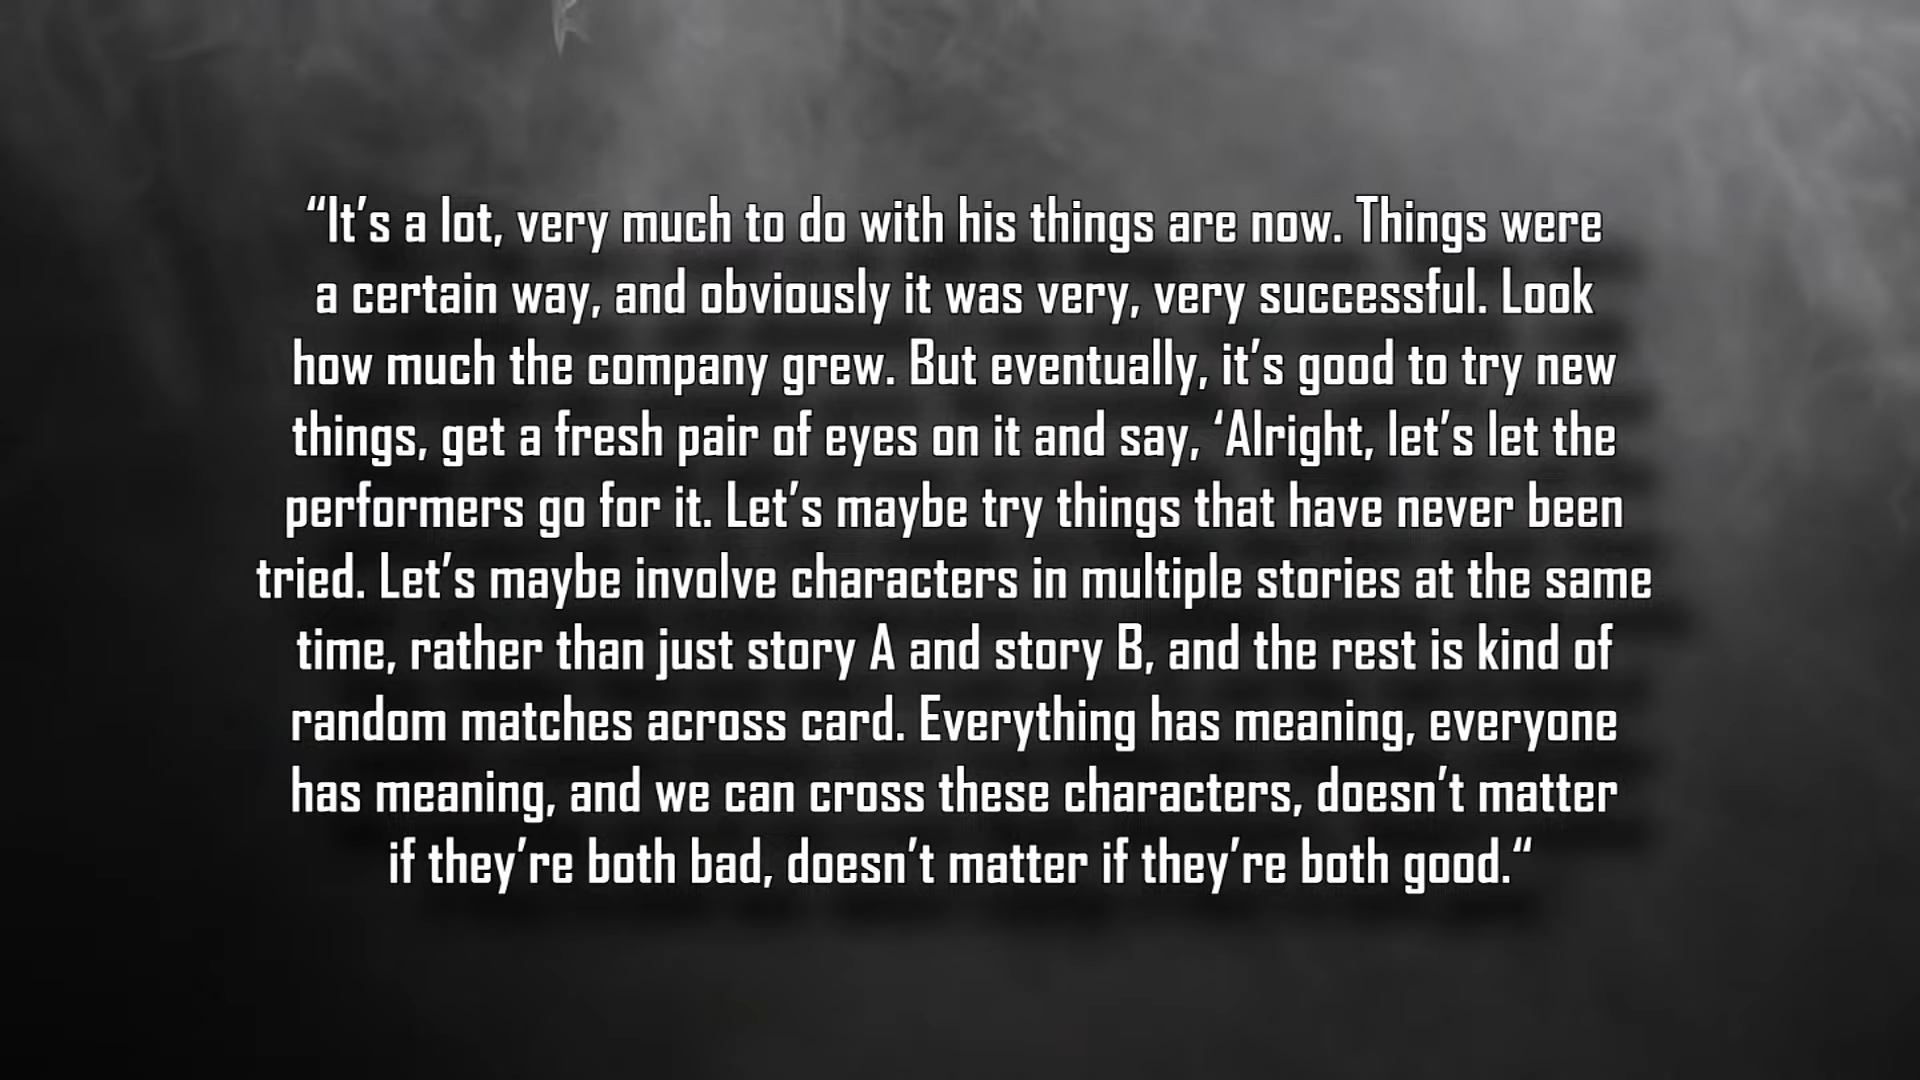 “It’s a lot, very much to do with his things are now. Things were
a certain way, and obviously it was very, very successful. Look
how much the company grew. But eventually, it’s good to try new
things, get a fresh pair of eyes on it and say, ‘Alright, let’s let the
performers go for it. Let’s maybe try things that have never been
tried. Let’s maybe involve characters in multiple stories at the same
time, rather than just story A and story B, and the rest is kind of
random matches across card. Everything has meaning, everyone
has meaning, and we can cross these characters, doesn’t matter
if they’re both bad, doesn’t matter if they’re both good.“